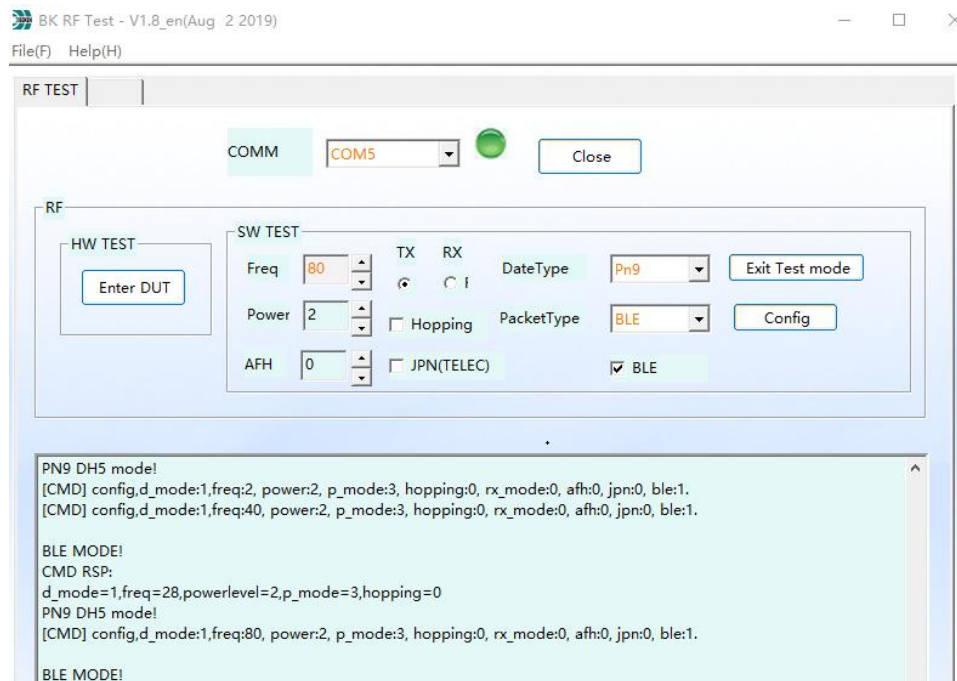 BK RF Test - V1.8_en(Aug 2 2019)
File(F) Help(H)
RF TEST
COMM COM5 Close
RF
HW TEST
Enter DUT
SW TEST
TX RX
Freq 80 DateType Pn9 Exit Test mode
Power 2 Hopping PacketType BLE Config
AFH 0 JPN(TELEC) BLE
PN9 DH5 mode!
[CMD] config,d_mode:1,freq:2, power:2, p_mode:3, hopping:0, rx_mode:0, afh:0, jpn:0, ble:1.
[CMD] config,d_mode:1,freq:40, power:2, p_mode:3, hopping:0, rx_mode:0, afh:0, jpn:0, ble:1.
BLE MODE!
CMD RSP:
d_mode=1,freq=28,powerlevel=2,p_mode=3,hopping=0
PN9 DH5 mode!
[CMD] config,d_mode:1,freq:80, power:2, p_mode:3, hopping:0, rx_mode:0, afh:0, jpn:0, ble:1.
BLE MODE!